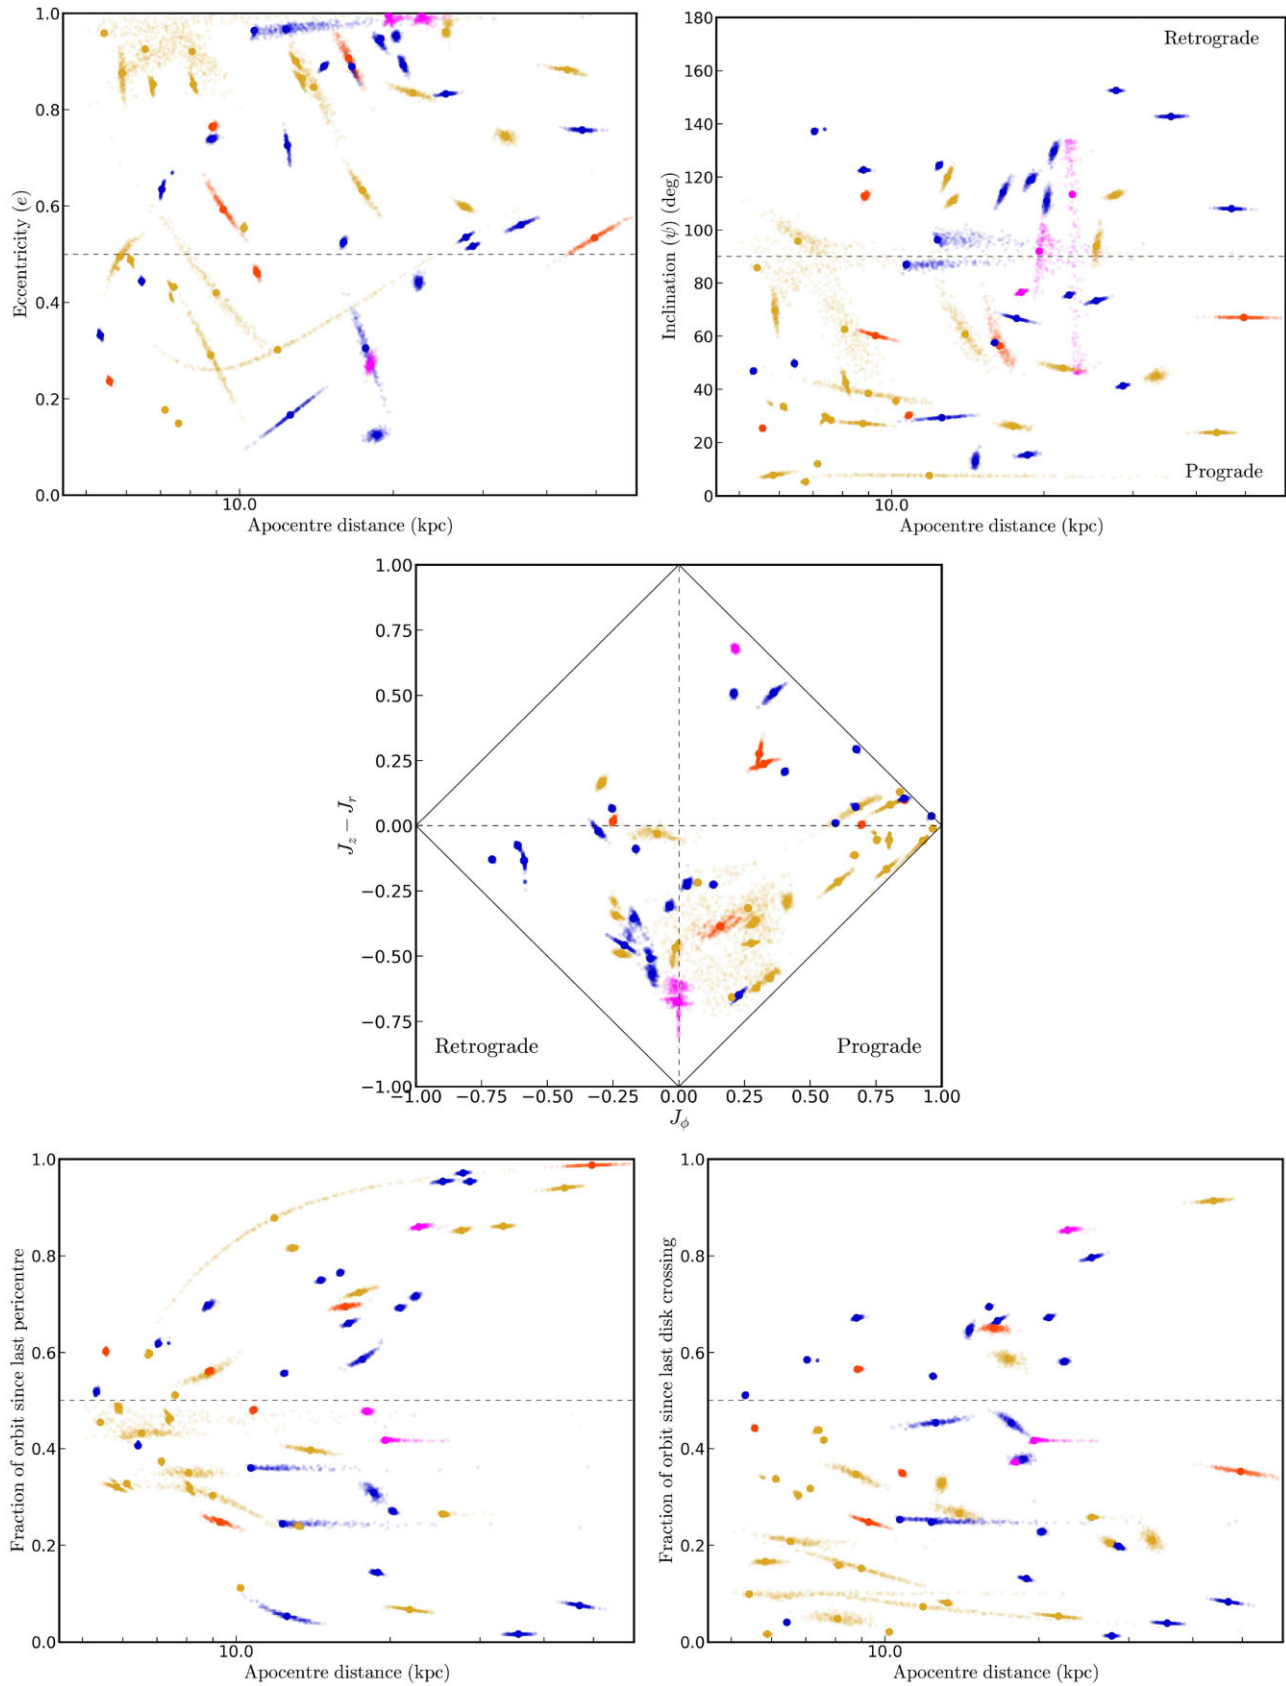 1.0
0.8
0.6
0.4
0.2
0.0
Eccentricity (e)
10.0
Apocentre distance (kpc)
180
160
140
120
100
80
60
40
20
0
Inclination (ψ) (deg)
Retrograde
Prograde
10.0
Apocentre distance (kpc)
1.00
0.75
0.50
0.25
0.00
−0.25
−0.50
−0.75
−1.00
J_z − J_r
Retrograde
Prograde
−1.00 −0.75 −0.50 −0.25 0.00 0.25 0.50 0.75 1.00
J_ϕ
1.0
0.8
0.6
0.4
0.2
0.0
Fraction of orbit since last pericentre
10.0
Apocentre distance (kpc)
1.0
0.8
0.6
0.4
0.2
0.0
Fraction of orbit since last disk crossing
10.0
Apocentre distance (kpc)